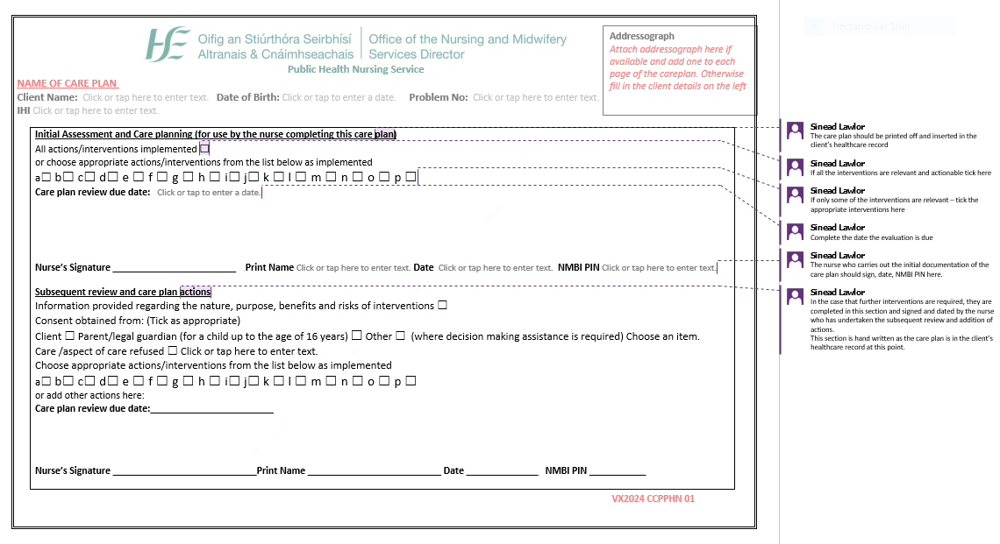 Oifig an Stiúrthóra Seirbhísí
Altranais & Cnáimhseachais
Office of the Nursing and Midwifery
Services Director
Public Health Nursing Service
Addressograph
Attach addressograph here if
available and add one to each
page of the careplan. Otherwise
fill in the client details on the left
NAME OF CARE PLAN
Client Name: Click or tap here to enter text. Date of Birth: Click or tap to enter a date. Problem No: Click or tap here to enter text.
IHI Click or tap here to enter text.
Initial Assessment and Care planning (for use by the nurse completing this care plan)
All actions/interventions implemented ☐
or choose appropriate actions/interventions from the list below as implemented
a☐ b☐ c☐ d☐ e ☐ f ☐ g ☐ h ☐ i☐ j☐ k ☐ l ☐ m ☐ n ☐ o ☐ p ☐
Care plan review due date: Click or tap to enter a date.
Nurse's Signature ______________________ Print Name Click or tap here to enter text. Date Click or tap here to enter text. NMBI PIN Click or tap here to enter text.
Subsequent review and care plan actions
Information provided regarding the nature, purpose, benefits and risks of interventions ☐
Consent obtained from: (Tick as appropriate)
Client ☐ Parent/legal guardian (for a child up to the age of 16 years) ☐ Other ☐ (where decision making assistance is required) Choose an item.
Care /aspect of care refused ☐ Click or tap here to enter text.
Choose appropriate actions/interventions from the list below as implemented
a☐ b☐ c☐ d☐ e ☐ f ☐ g ☐ h ☐ i☐ j☐ k ☐ l ☐ m ☐ n ☐ o ☐ p ☐
or add other actions here:
Care plan review due date:______________________
Nurse's Signature __________________________Print Name ________________________ Date _____________ NMBI PIN __________
VX2024 CCPPHN 01
Sinead Lawlor
The care plan should be printed off and inserted in the
client's healthcare record
Sinead Lawlor
If all the interventions are relevant and actionable tick here
Sinead Lawlor
If only some of the interventions are relevant – tick the
appropriate interventions here
Sinead Lawlor
Complete the date the evaluation is due
Sinead Lawlor
The nurse who carries out the initial documentation of the
care plan should sign, date, NMBI PIN here.
Sinead Lawlor
In the case that further interventions are required, they are
completed in this section and signed and dated by the nurse
who has undertaken the subsequent review and addition of
actions.
This section is hand written as the care plan is in the client's
healthcare record at this point.